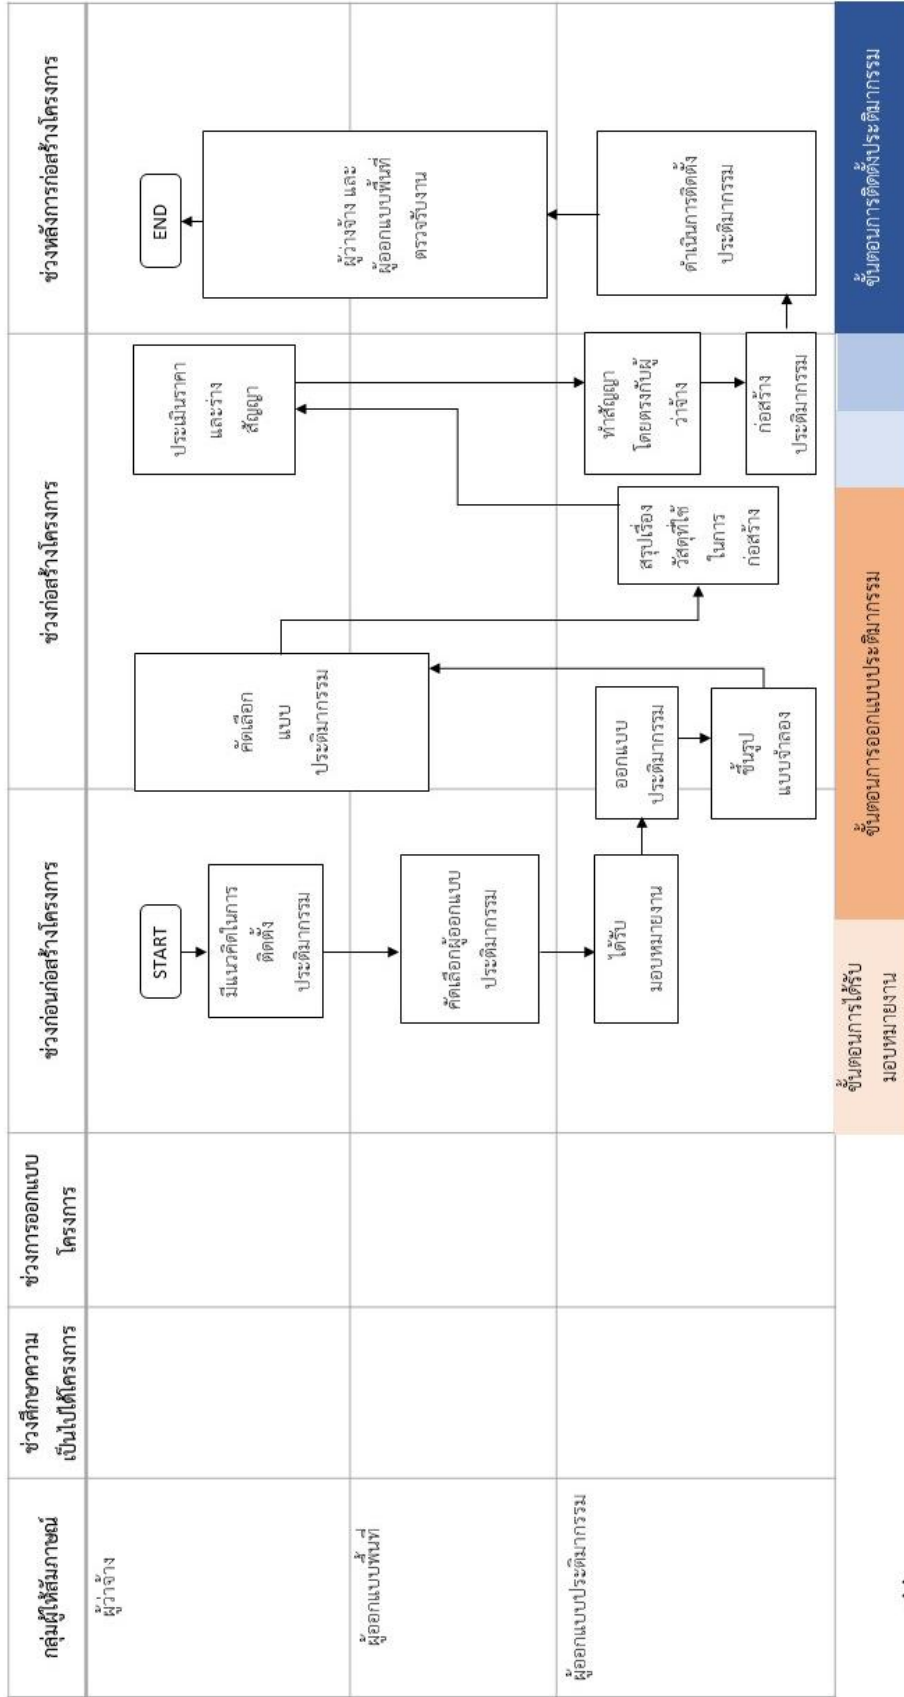 กลุ่มผู้ให้สัมภาษณ์
ช่วงศึกษาความ
เป็นไปได้โครงการ
ช่วงการออกแบบ
โครงการ
ช่วงก่อนก่อสร้างโครงการ
ช่วงก่อสร้างโครงการ
ช่วงหลังการก่อสร้างโครงการ
ผู้ว่าจ้าง
START
มีแนวคิดในการ
ติดตั้ง
ประติมากรรม
คัดเลือก
แบบ
ประติมากรรม
ประเมินราคา
และร่าง
สัญญา
END
ผู้ว่างจ้าง และ
ผู้ออกแบบพื้นที่
ตรวจรับงาน
ผู้ออกแบบพื้นที่
คัดเลือกผู้ออกแบบ
ประติมากรรม
ผู้ออกแบบประติมากรรม
ได้รับ
มอบหมายงาน
ออกแบบ
ประติมากรรม
ขึ้นรูป
แบบจำลอง
สรุปเรื่อง
วัสดุที่ใช้
ในการ
ก่อสร้าง
ทำสัญญา
โดยตรงกับผู้
ว่าจ้าง
ก่อสร้าง
ประติมากรรม
ดำเนินการติดตั้ง
ประติมากรรม
ขั้นตอนการได้รับ
มอบหมายงาน
ขั้นตอนการออกแบบประติมากรรม
ขั้นตอนการติดตั้งประติมากรรม